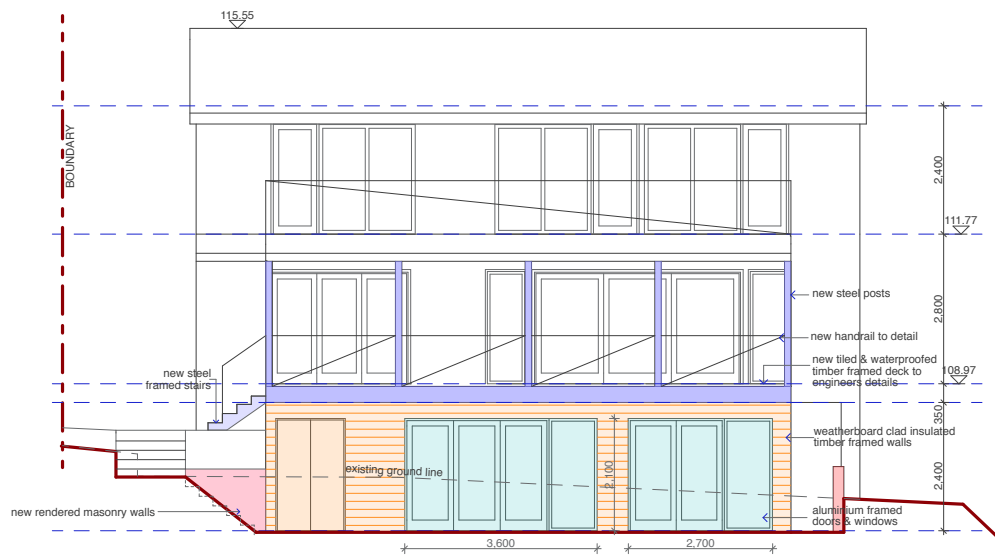 115.55
BOUNDARY
2,400
111.77
new steel posts
2,800
new handrail to detail
new tiled & waterproofed
timber framed deck to
engineers details
108.97
new steel
framed stairs
350
weatherboard clad insulated
timber framed walls
existing ground line
2,100
2,400
new rendered masonry walls
aluminium framed
doors & windows
3,600
2,700